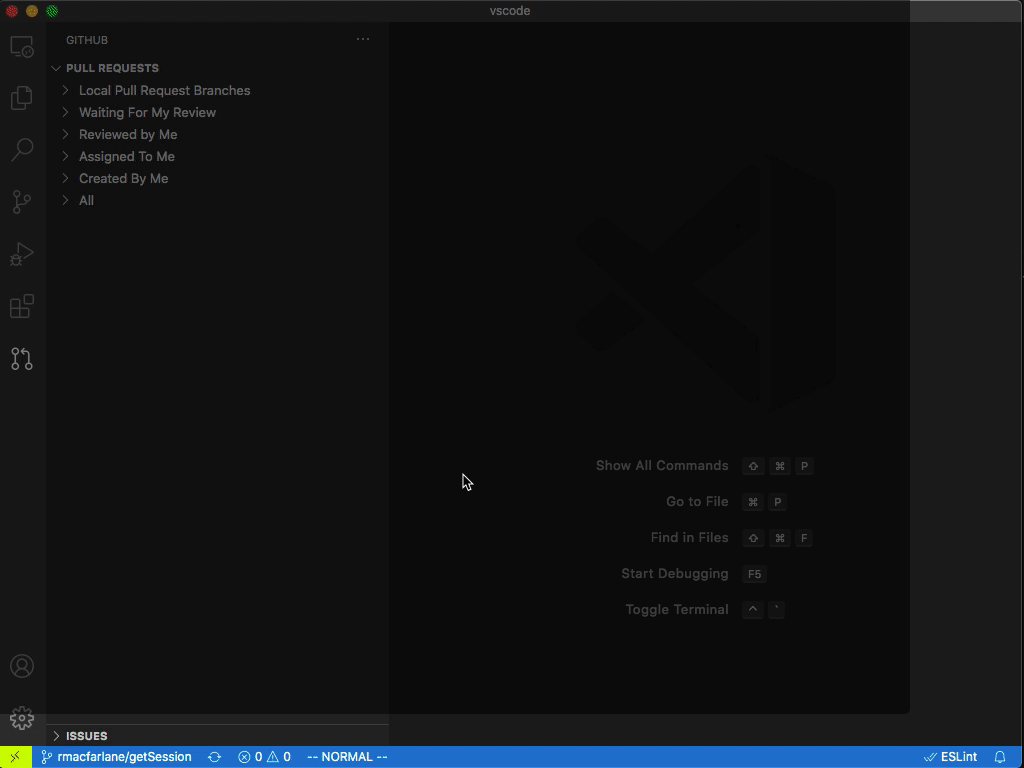 vscode
GITHUB
PULL REQUESTS
Local Pull Request Branches
Waiting For My Review
Reviewed by Me
Assigned To Me
Created By Me
All
Show All Commands ⇧ ⌘ P
Go to File ⌘ P
Find in Files ⇧ ⌘ F
Start Debugging F5
Toggle Terminal ^ `
ISSUES
rmacfarlane/getSession 0 0 -- NORMAL -- ESLint